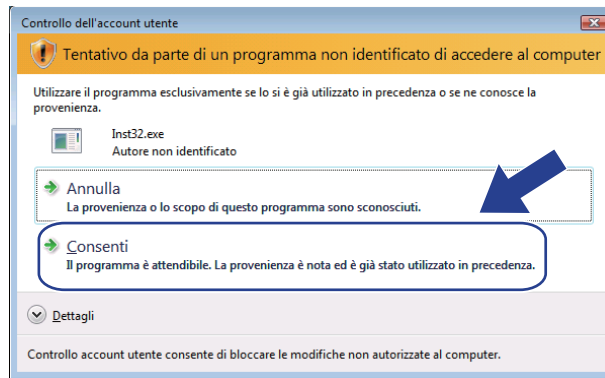 Controllo dell'account utente
Tentativo da parte di un programma non identificato di accedere al computer
Utilizzare il programma esclusivamente se lo si è già utilizzato in precedenza o se ne conosce la
provenienza.
Inst32.exe
Autore non identificato
Annulla
La provenienza o lo scopo di questo programma sono sconosciuti.
Consenti
Il programma è attendibile. La provenienza è nota ed è già stato utilizzato in precedenza.
Dettagli
Controllo account utente consente di bloccare le modifiche non autorizzate al computer.